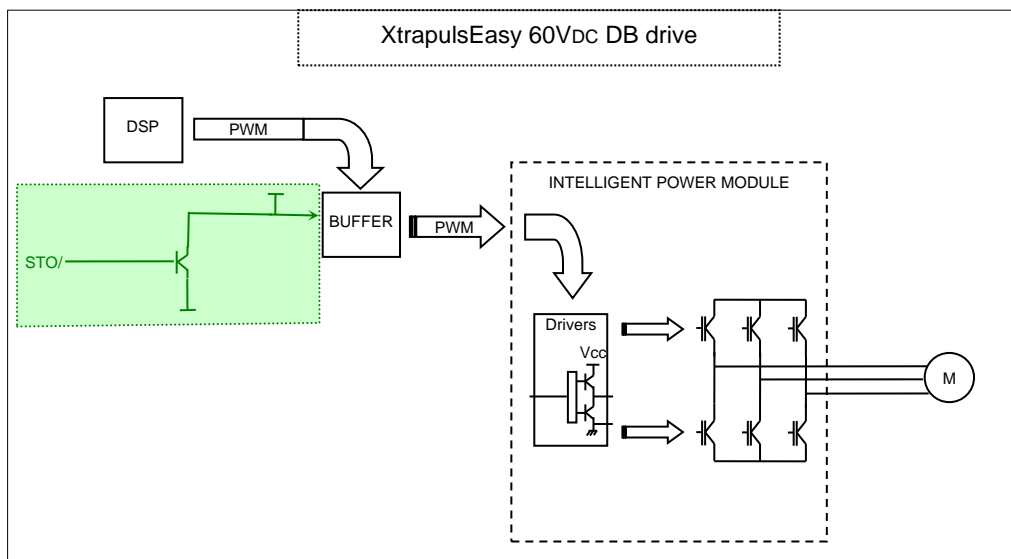 XtrapulsEasy 60VDC DB drive
DSP
PWM
INTELLIGENT POWER MODULE
BUFFER
PWM
STO/
Drivers
Vcc
M